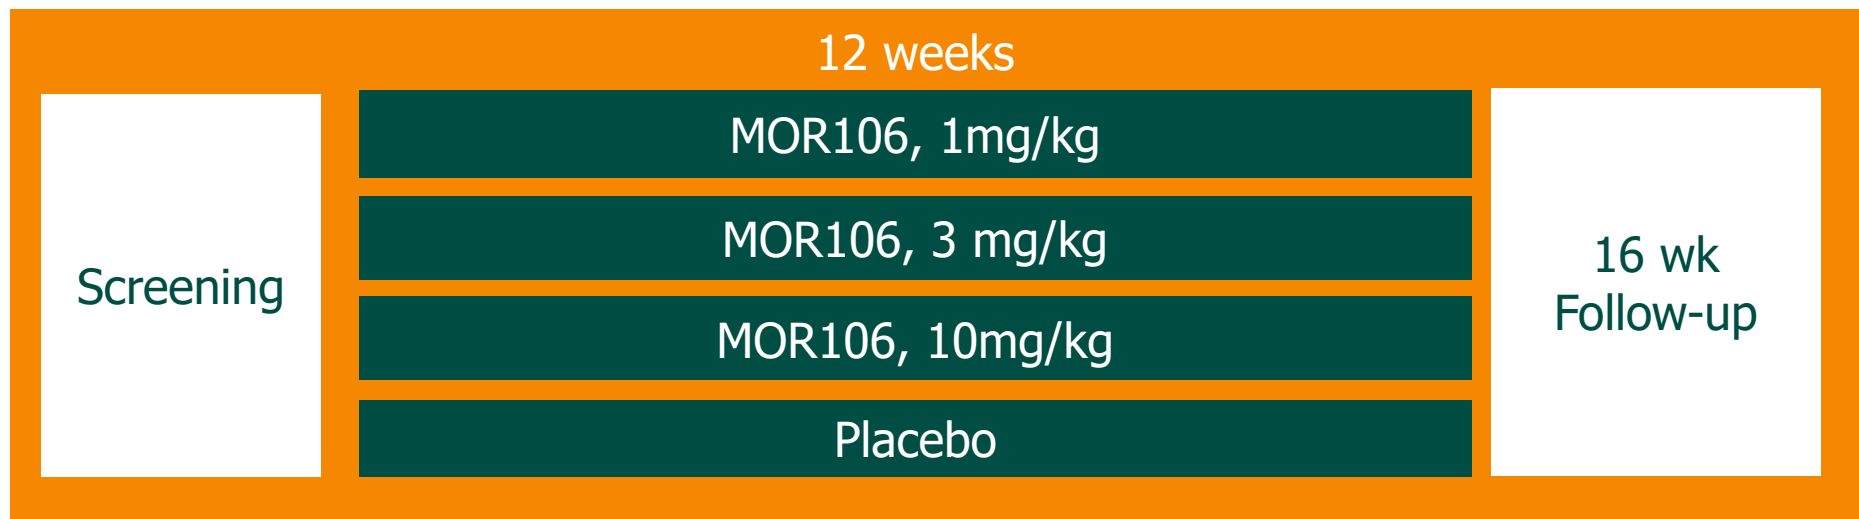 12 weeks
Screening
MOR106, 1mg/kg
MOR106, 3 mg/kg
MOR106, 10mg/kg
Placebo
16 wk
Follow-up